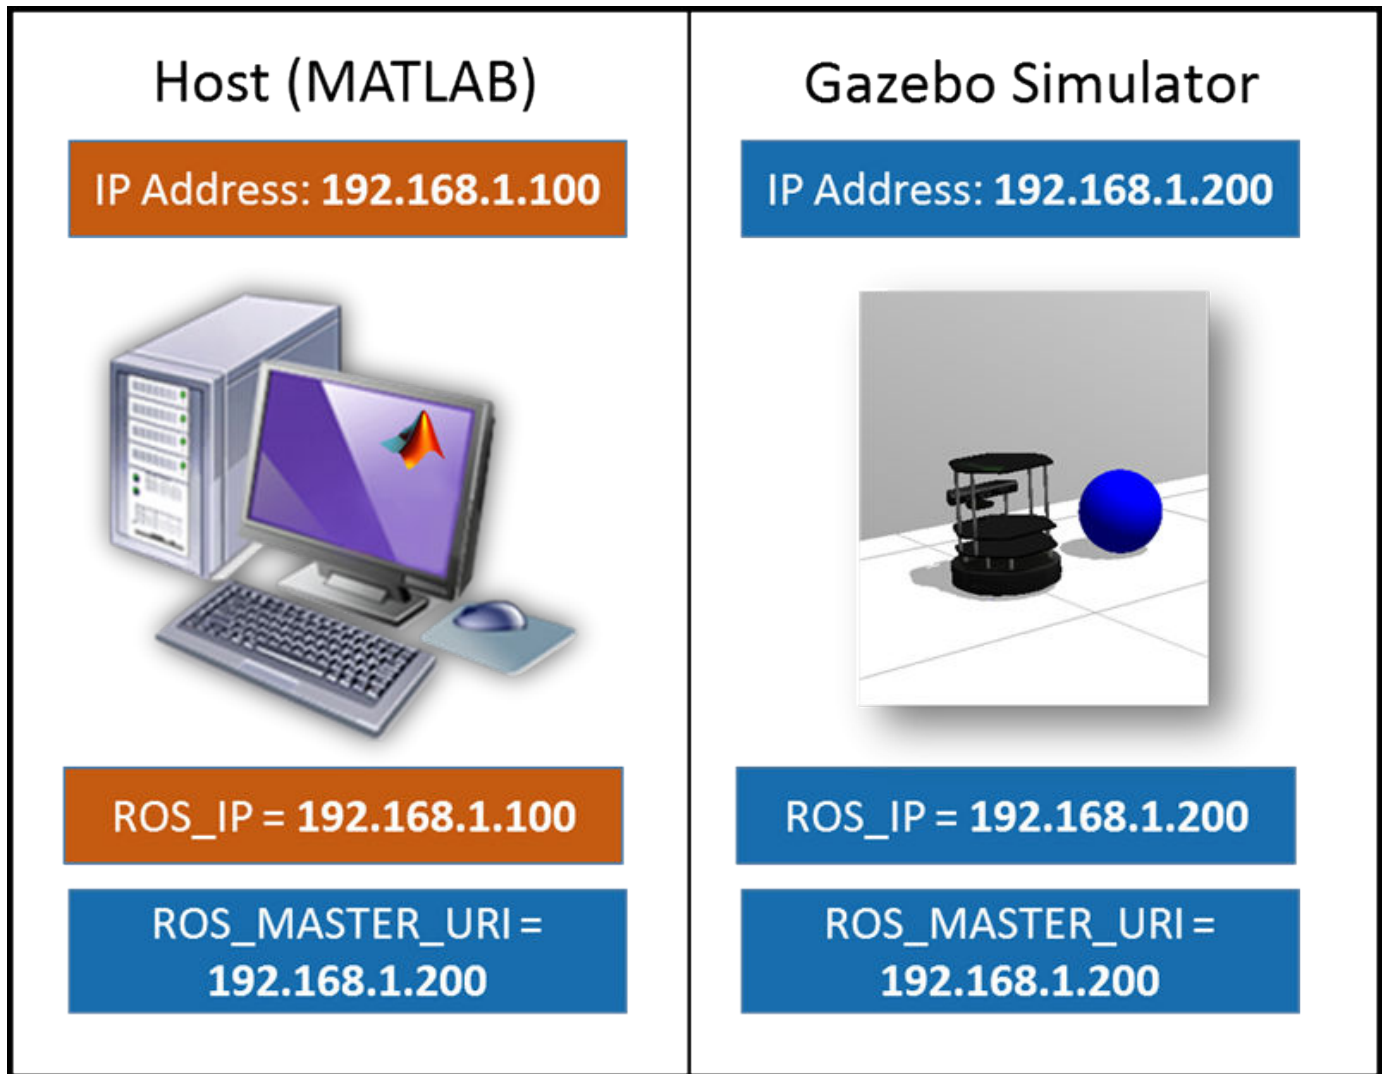 Host (MATLAB)
IP Address: 192.168.1.100
ROS_IP = 192.168.1.100
ROS_MASTER_URI =
192.168.1.200
Gazebo Simulator
IP Address: 192.168.1.200
ROS_IP = 192.168.1.200
ROS_MASTER_URI =
192.168.1.200